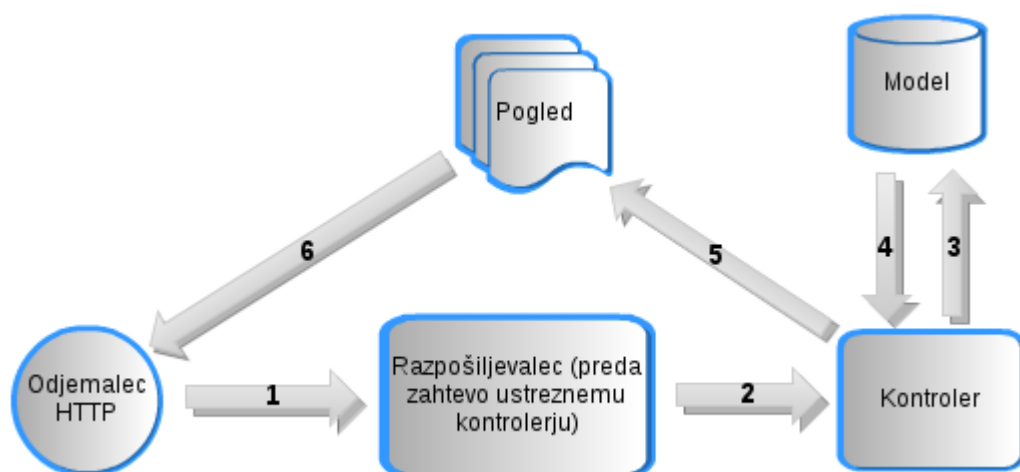 Model
Pogled
6
5
4
3
Odjemalec
HTTP
1
Razpošiljevalec (preda
zahtevo ustreznemu
kontrolerju)
2
Kontroler